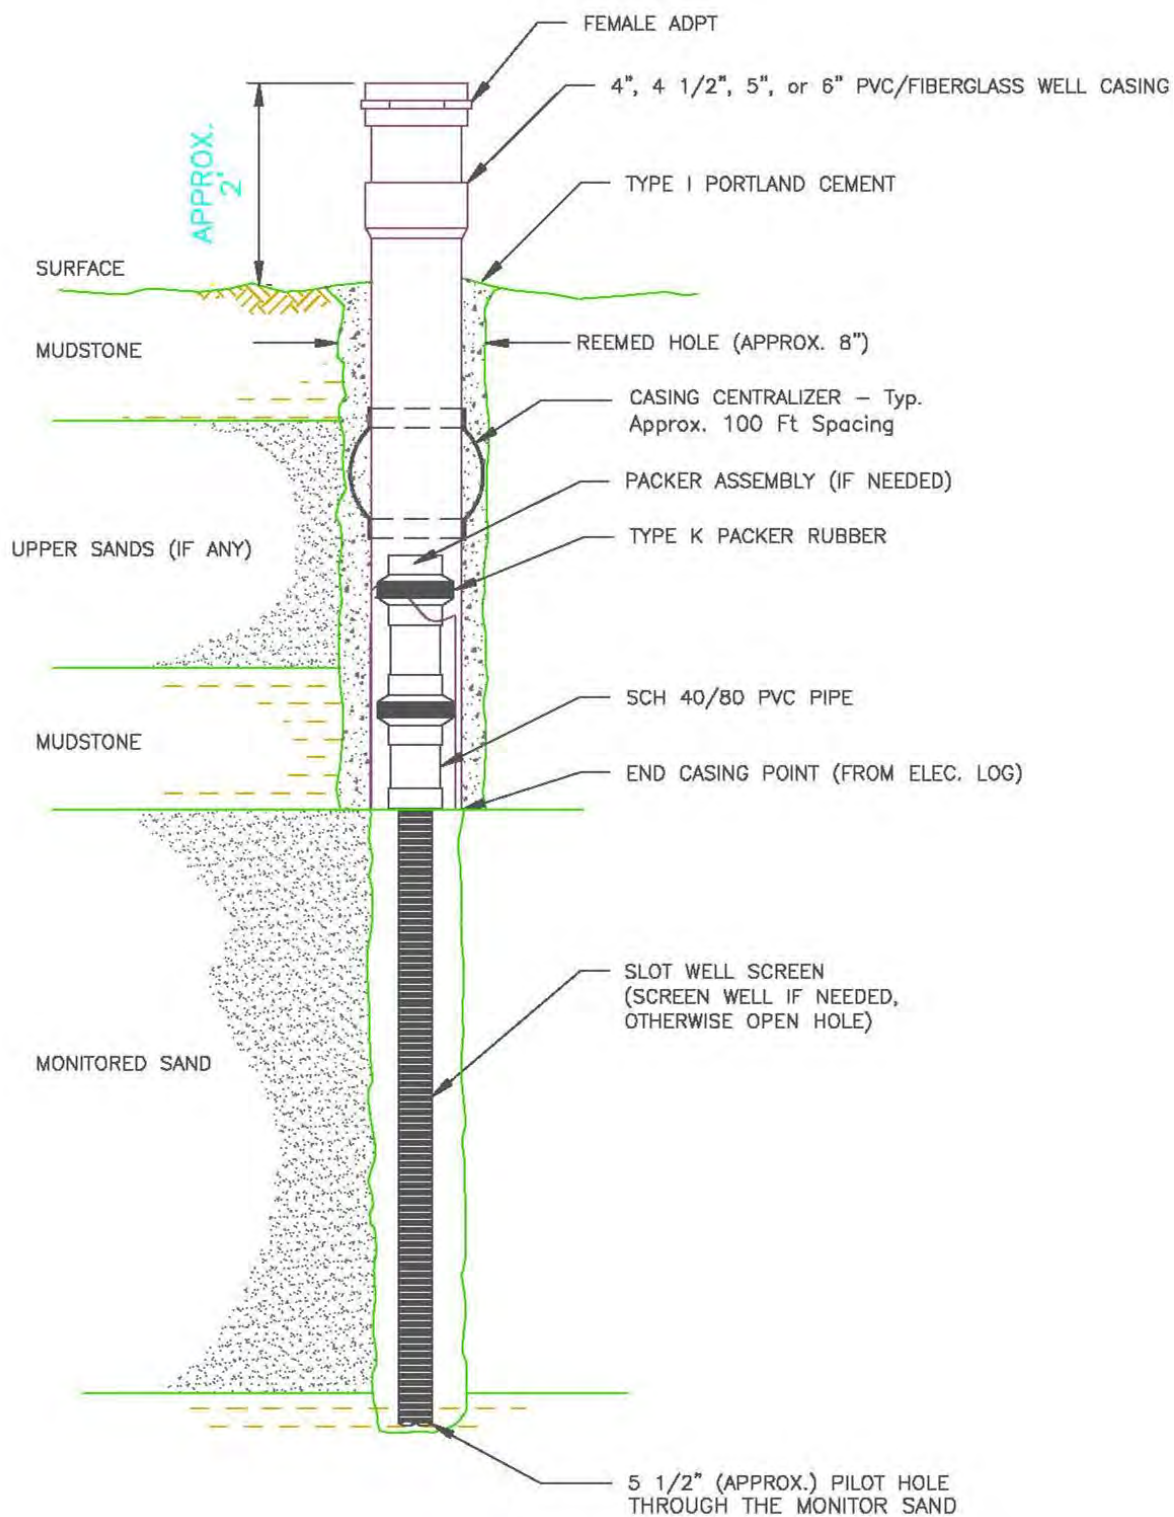 FEMALE ADPT
4", 4 1/2", 5", or 6" PVC/FIBERGLASS WELL CASING
APPROX.
2'
TYPE I PORTLAND CEMENT
SURFACE
MUDSTONE
REEMED HOLE (APPROX. 8")
CASING CENTRALIZER – Typ.
Approx. 100 Ft Spacing
PACKER ASSEMBLY (IF NEEDED)
TYPE K PACKER RUBBER
UPPER SANDS (IF ANY)
SCH 40/80 PVC PIPE
MUDSTONE
END CASING POINT (FROM ELEC. LOG)
SLOT WELL SCREEN
(SCREEN WELL IF NEEDED,
OTHERWISE OPEN HOLE)
MONITORED SAND
5 1/2" (APPROX.) PILOT HOLE
THROUGH THE MONITOR SAND